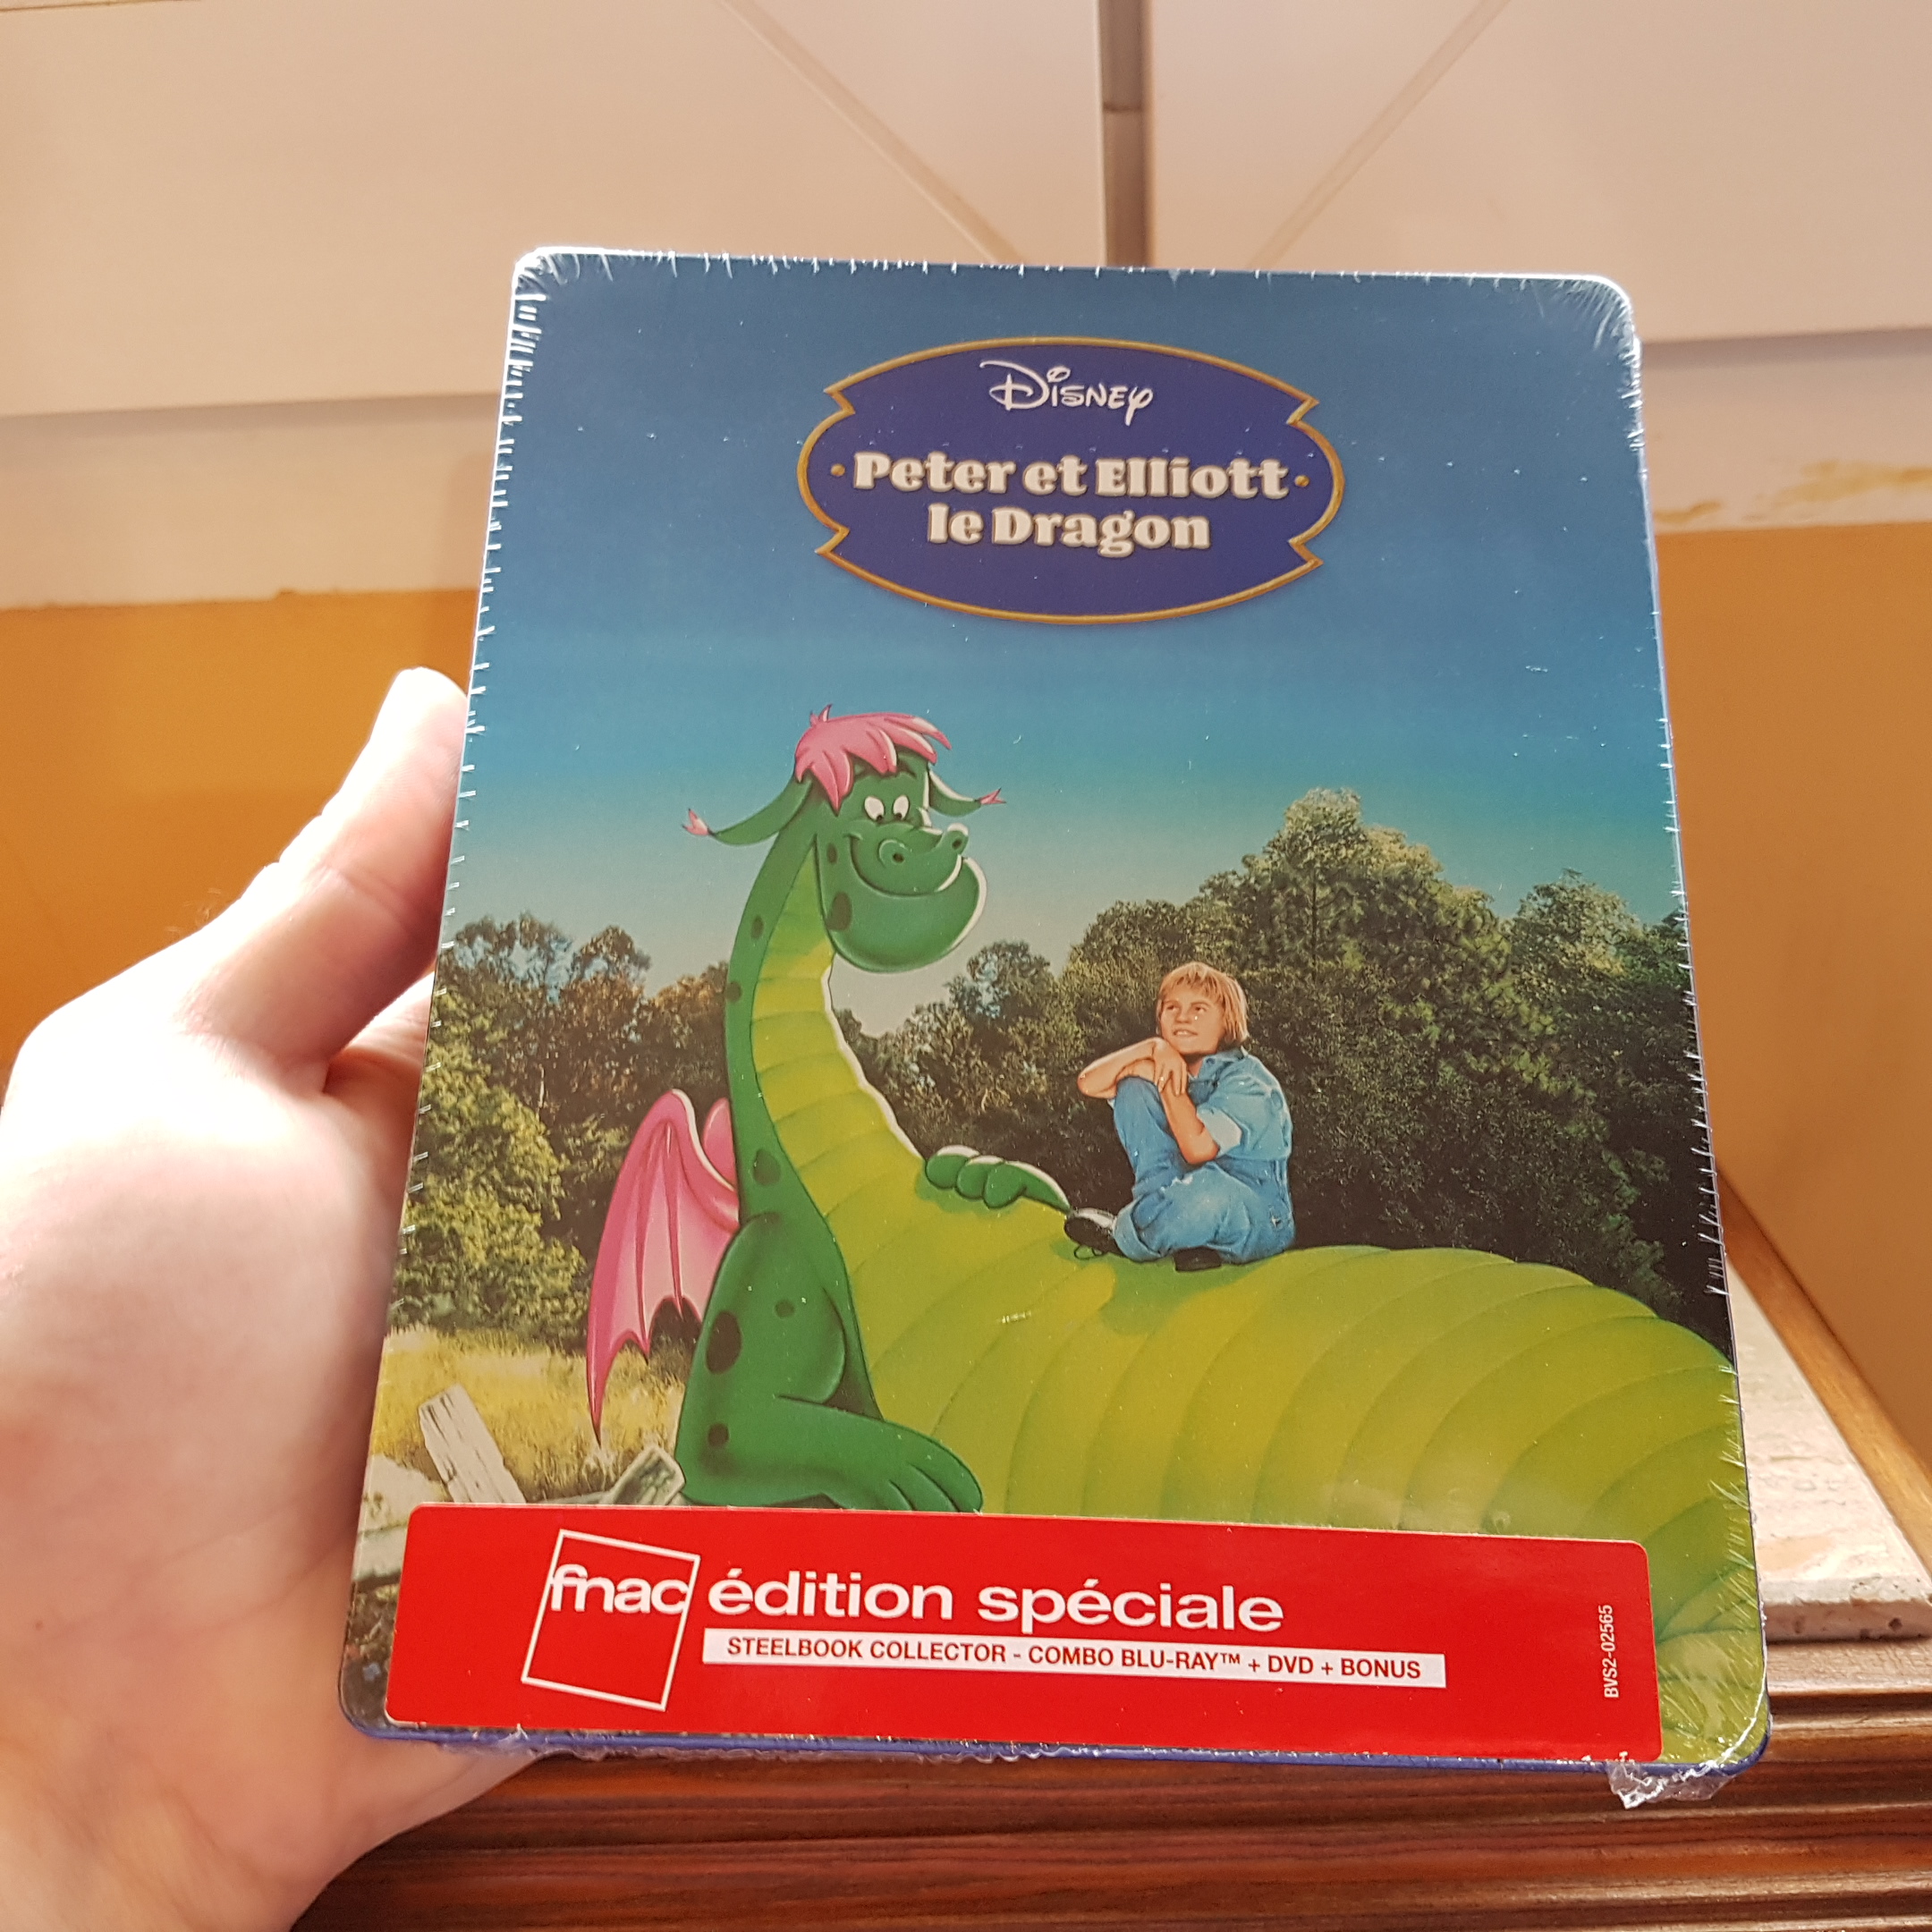 Disney
Peter et Elliott
le Dragon
fnac édition spéciale
STEELBOOK COLLECTOR - COMBO BLU-RAY™ + DVD + BONUS
BVS2-02565